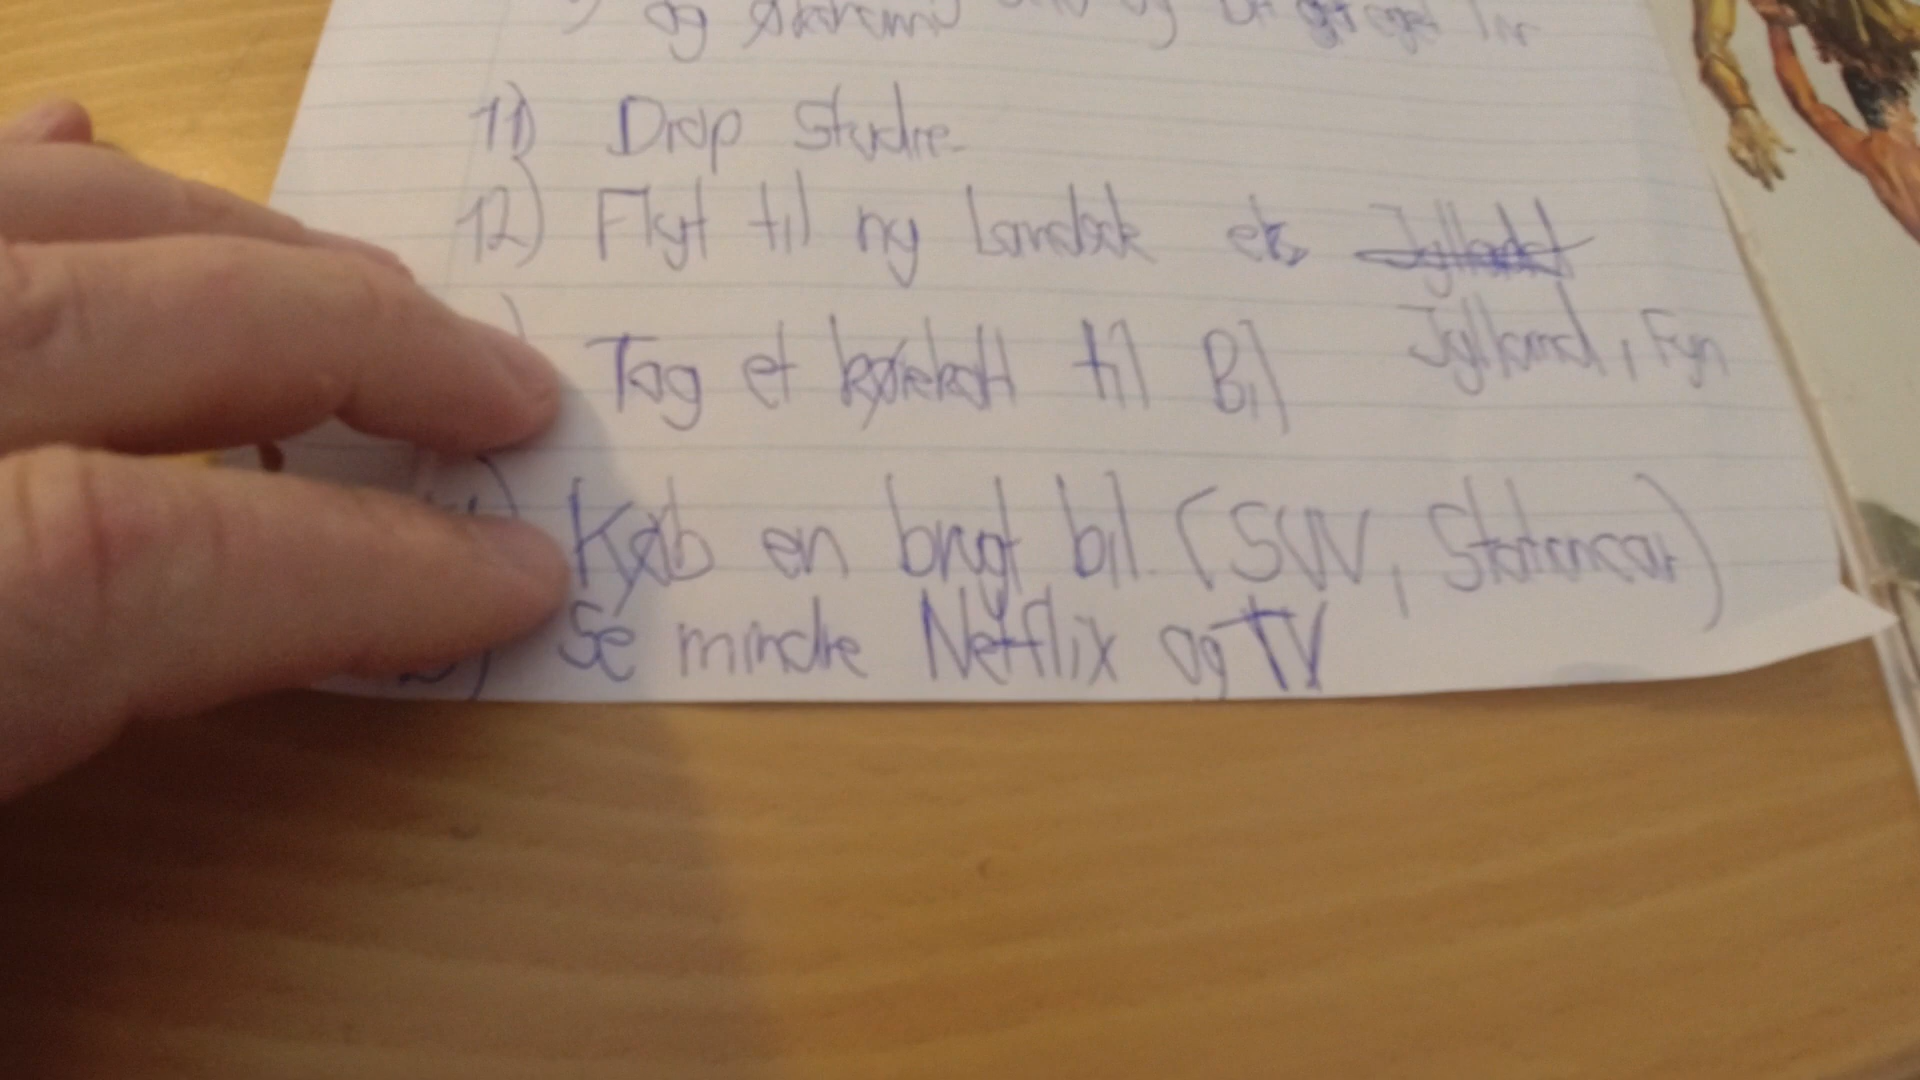 og
11) Drop Studie
12) Flyt til ny Landsdel eks
Jylland, Fyn
) Tag et kørekort til Bil
) Køb en brugt bil (SUV, Stationcar)
) Se mindre Netflix og TV